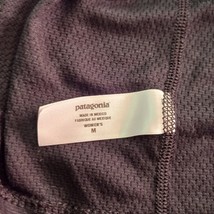 patagonia
MADE IN MEXICO
FABRIQUÉ AU MEXIQUE
WOMEN'S
M